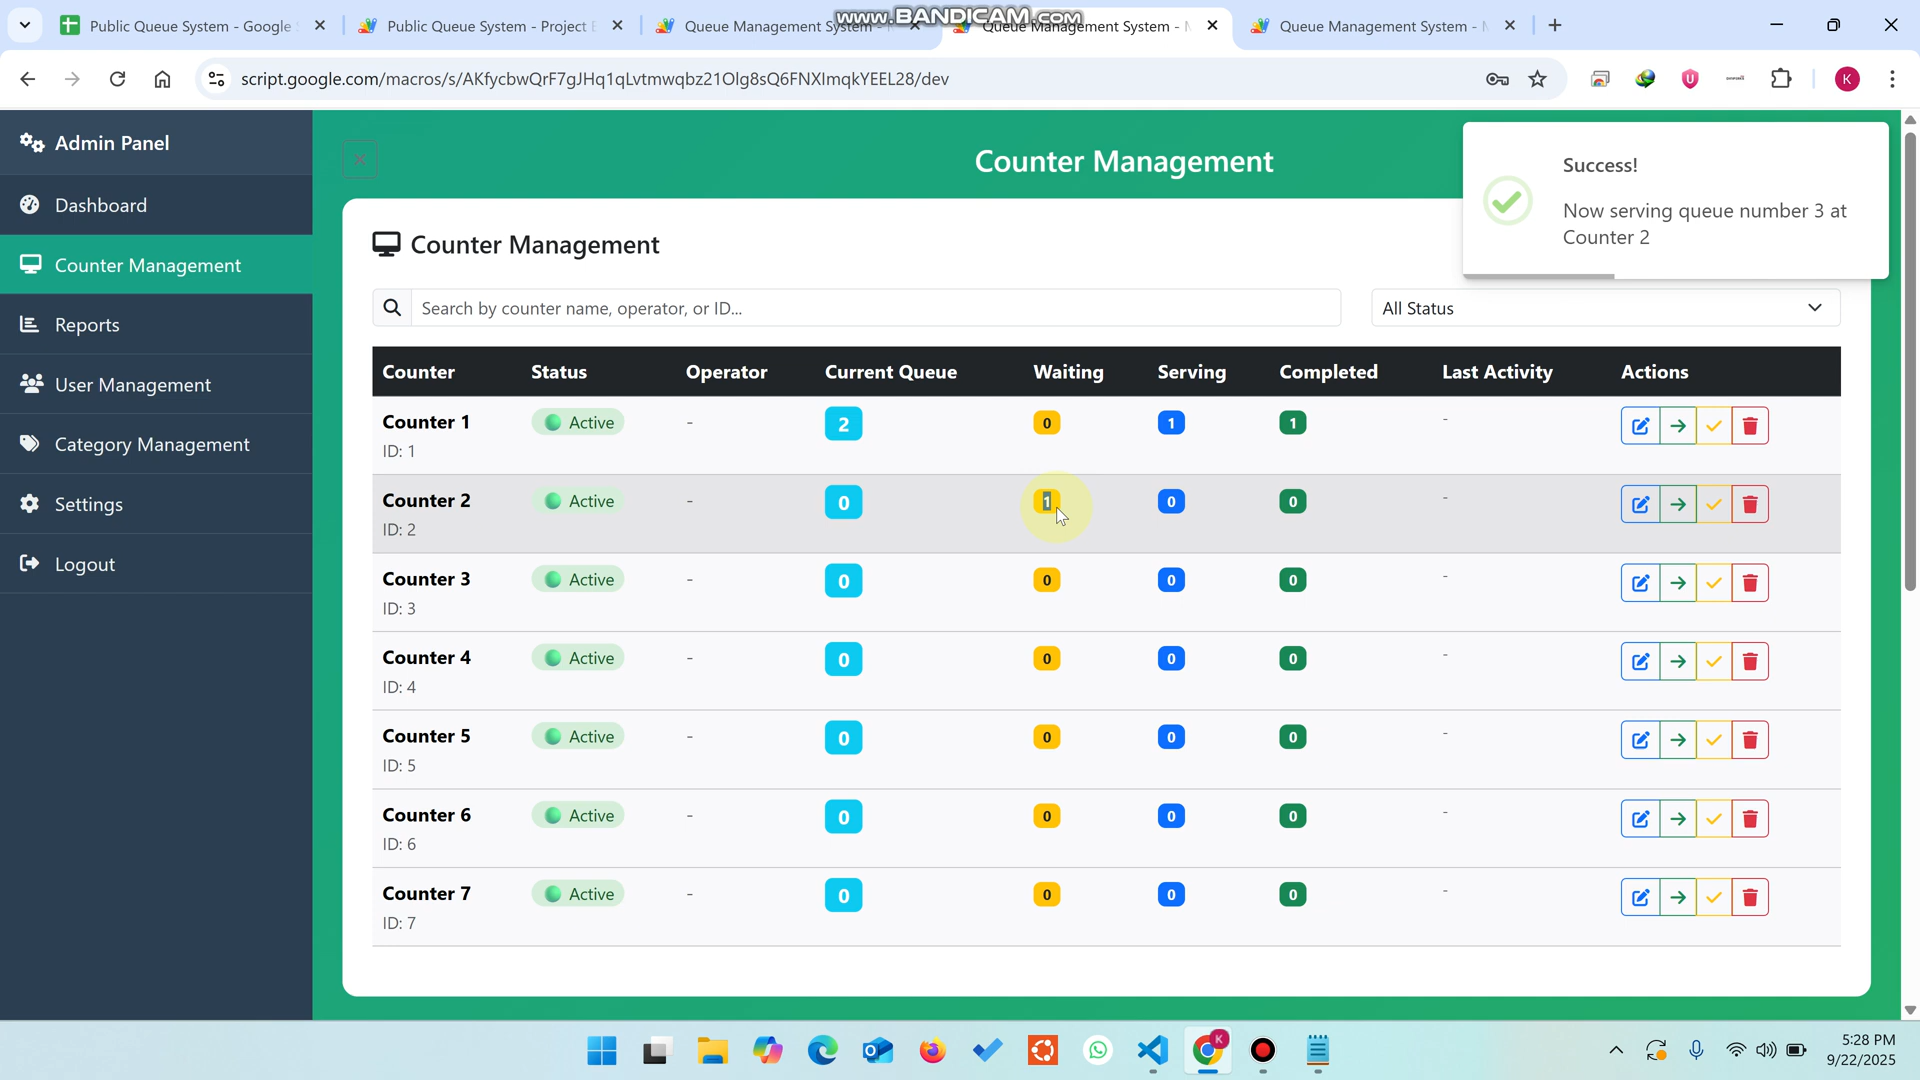 www.BANDICAM.com
Public Queue System - Google S
Public Queue System - Project E
Queue Management System -
Queue Management System - M
Queue Management System - M
script.google.com/macros/s/AKfycbwQrF7gJHq1qLvtmwqbz21Olg8sQ6FNXImqkYEEL28/dev
K
Admin Panel
Dashboard
Counter Management
Reports
User Management
Category Management
Settings
Logout
Counter Management
Success!
Now serving queue number 3 at
Counter 2
Counter Management
Search by counter name, operator, or ID...
All Status
Counter Status Operator Current Queue Waiting Serving Completed Last Activity Actions
Counter 1 Active - 2 0 1 1 -
ID: 1
Counter 2 Active - 0 1 0 0 -
ID: 2
Counter 3 Active - 0 0 0 0 -
ID: 3
Counter 4 Active - 0 0 0 0 -
ID: 4
Counter 5 Active - 0 0 0 0 -
ID: 5
Counter 6 Active - 0 0 0 0 -
ID: 6
Counter 7 Active - 0 0 0 0 -
ID: 7
K
5:28 PM
9/22/2025